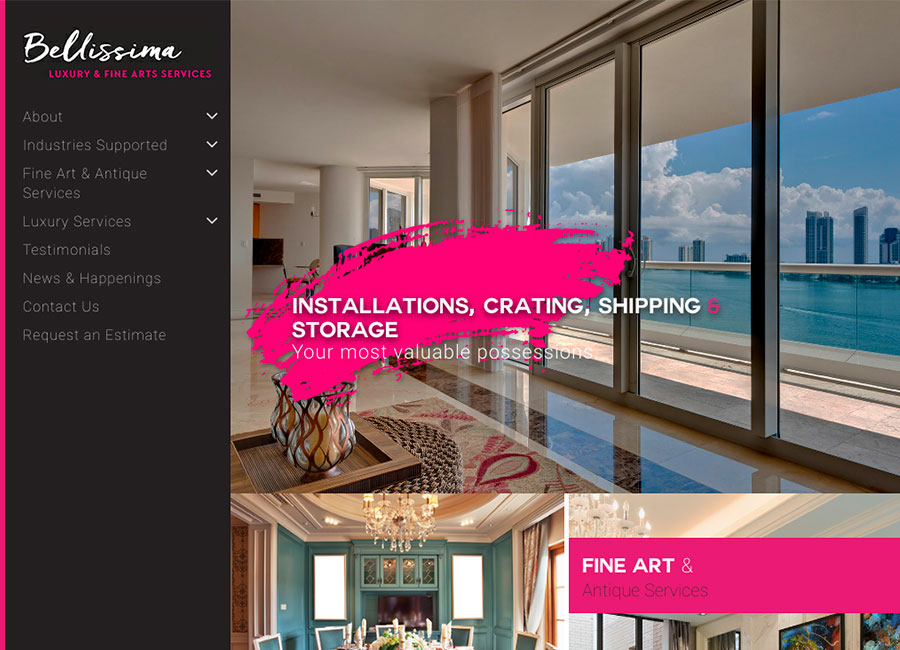 Bellissima
LUXURY & FINE ARTS SERVICES
About
Industries Supported
Fine Art & Antique
Services
Luxury Services
Testimonials
News & Happenings
Contact Us
Request an Estimate
INSTALLATIONS, CRATING, SHIPPING &
STORAGE
Your most valuable possessions.
FINE ART &
Antique Services